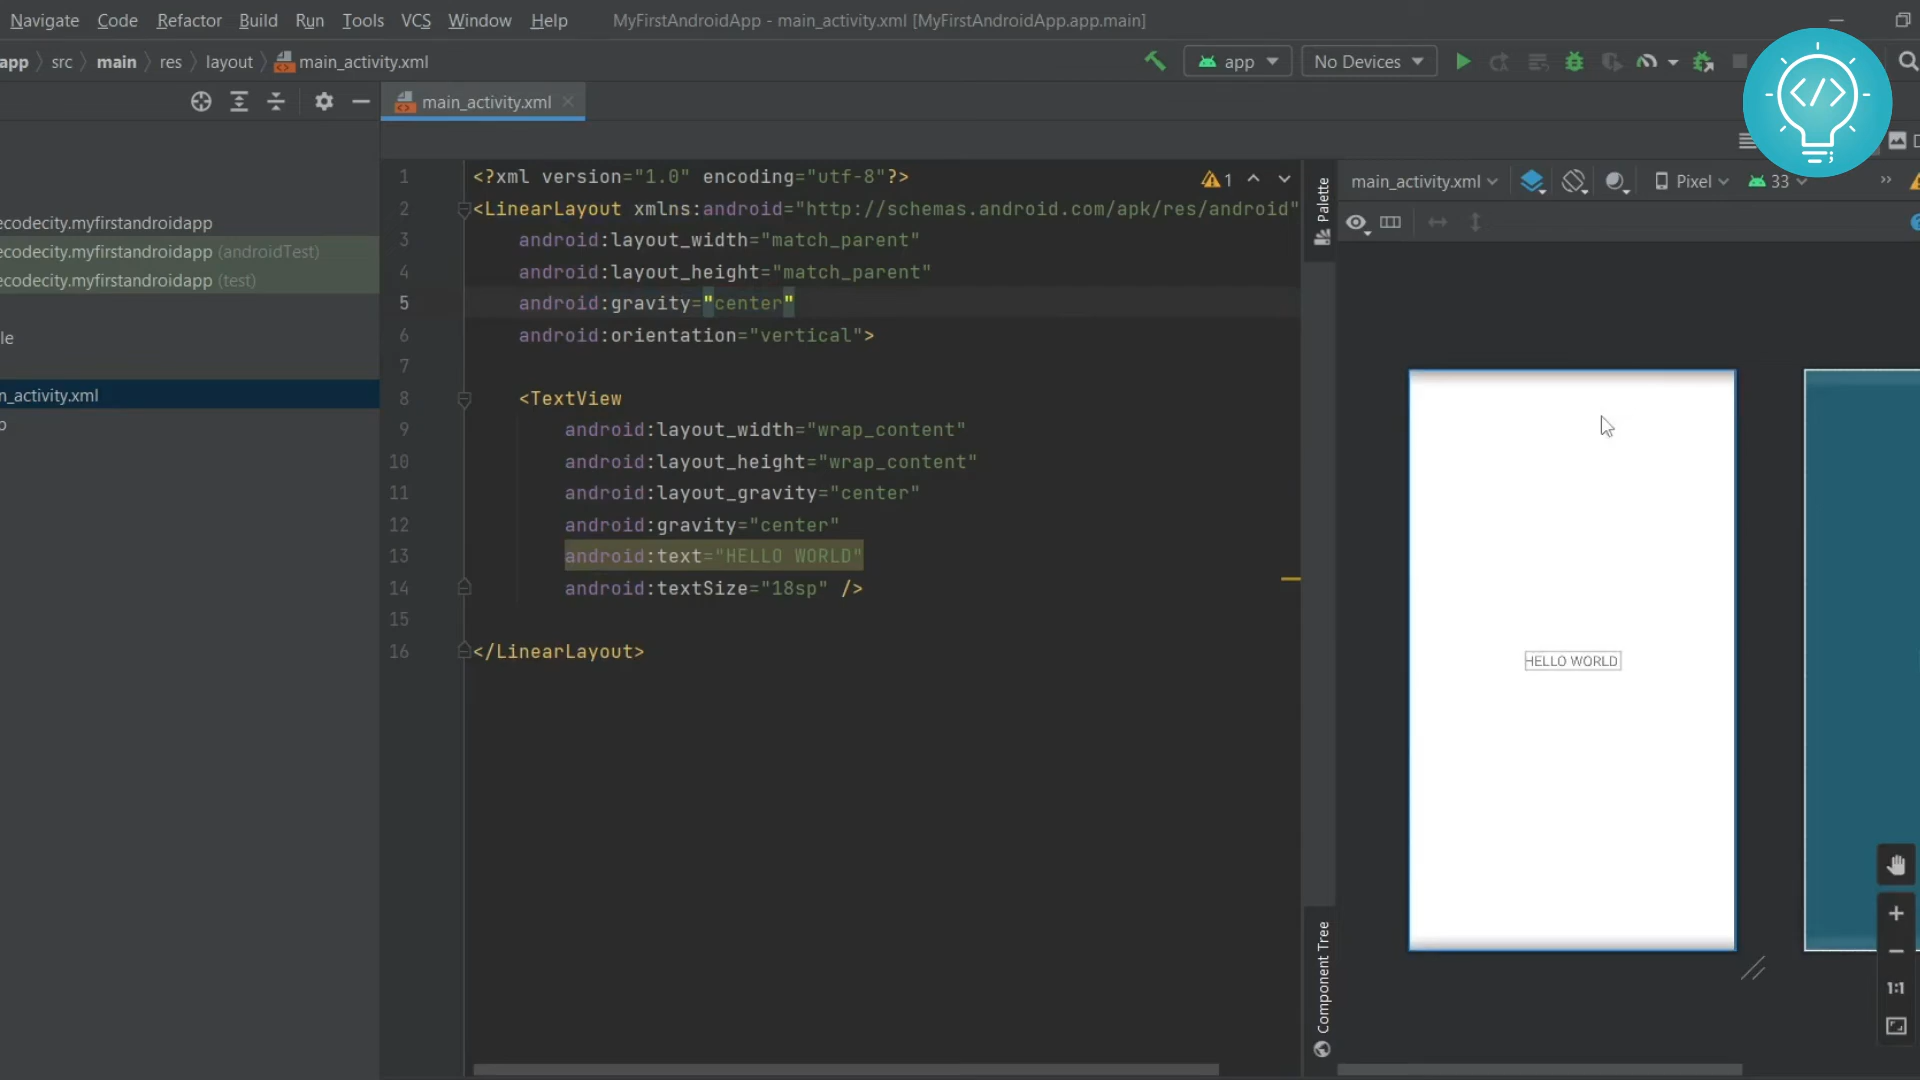 Navigate Code Refactor Build Run Tools VCS Window Help MyFirstAndroidApp - main_activity.xml [MyFirstAndroidApp.app.main]
app src main res layout main_activity.xml app No Devices
main_activity.xml
</>
;
ecodecity.myfirstandroidapp
ecodecity.myfirstandroidapp (androidTest)
ecodecity.myfirstandroidapp (test)
le
n_activity.xml
1 <?xml version="1.0" encoding="utf-8"?>
2 <LinearLayout xmlns:android="http://schemas.android.com/apk/res/android"
3 android:layout_width="match_parent"
4 android:layout_height="match_parent"
5 android:gravity="center"
6 android:orientation="vertical">
7
8 <TextView
9 android:layout_width="wrap_content"
10 android:layout_height="wrap_content"
11 android:layout_gravity="center"
12 android:gravity="center"
13 android:text="HELLO WORLD"
14 android:textSize="18sp" />
15
16 </LinearLayout>
1
Palette
Component Tree
main_activity.xml Pixel 33
HELLO WORLD
1:1